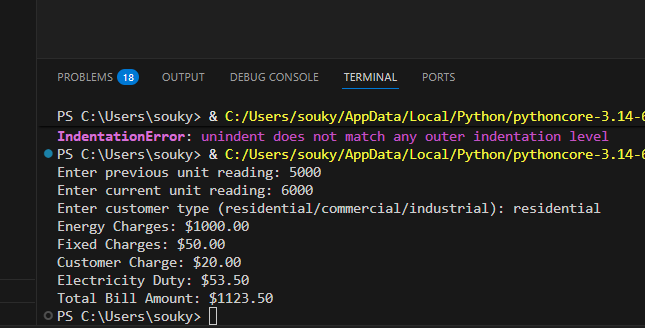 PROBLEMS 18 OUTPUT DEBUG CONSOLE TERMINAL PORTS
PS C:\Users\souky> & C:/Users/souky/AppData/Local/Python/pythoncore-3.14-6
IndentationError: unindent does not match any outer indentation level
PS C:\Users\souky> & C:/Users/souky/AppData/Local/Python/pythoncore-3.14-6
Enter previous unit reading: 5000
Enter current unit reading: 6000
Enter customer type (residential/commercial/industrial): residential
Energy Charges: $1000.00
Fixed Charges: $50.00
Customer Charge: $20.00
Electricity Duty: $53.50
Total Bill Amount: $1123.50
PS C:\Users\souky>